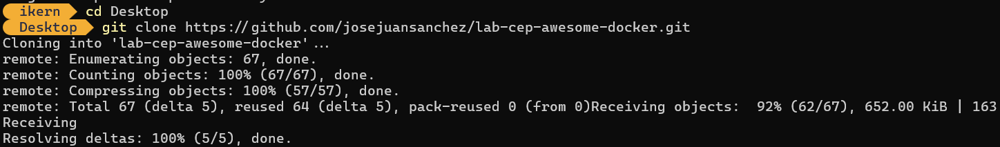 ikern cd Desktop
Desktop git clone https://github.com/josejuansanchez/lab-cep-awesome-docker.git
Cloning into 'lab-cep-awesome-docker'...
remote: Enumerating objects: 67, done.
remote: Counting objects: 100% (67/67), done.
remote: Compressing objects: 100% (57/57), done.
remote: Total 67 (delta 5), reused 64 (delta 5), pack-reused 0 (from 0)Receiving objects:  92% (62/67), 652.00 KiB | 163
Receiving
Resolving deltas: 100% (5/5), done.